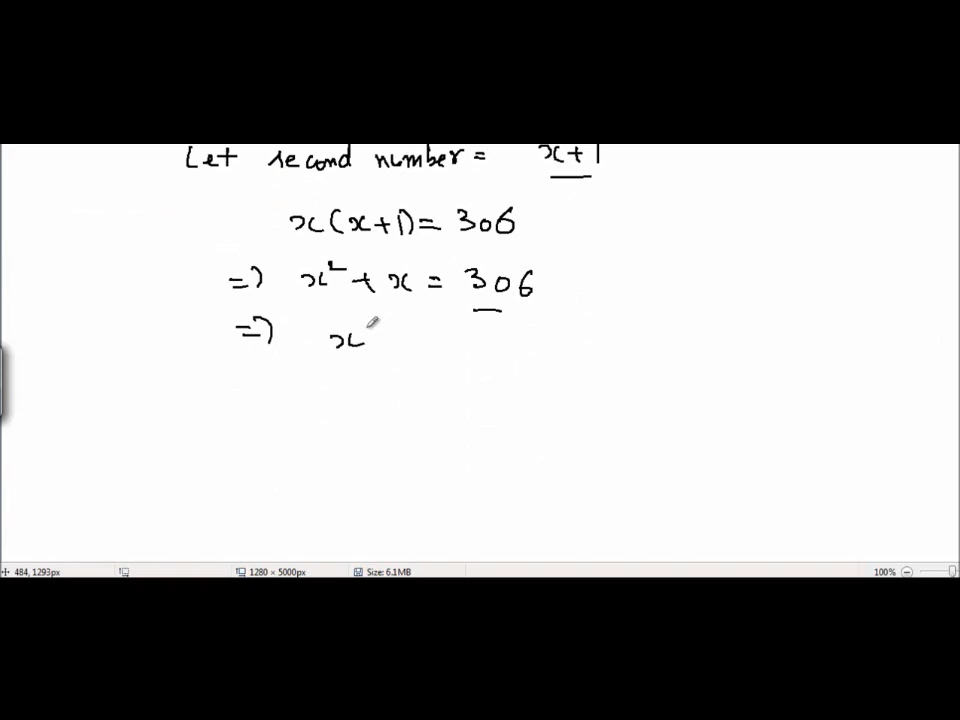 Let second number = x+1
x(x+1) = 306
=> x² + x = 306
=> x
484, 1293px 1280 × 5000px Size: 6.1MB 100%